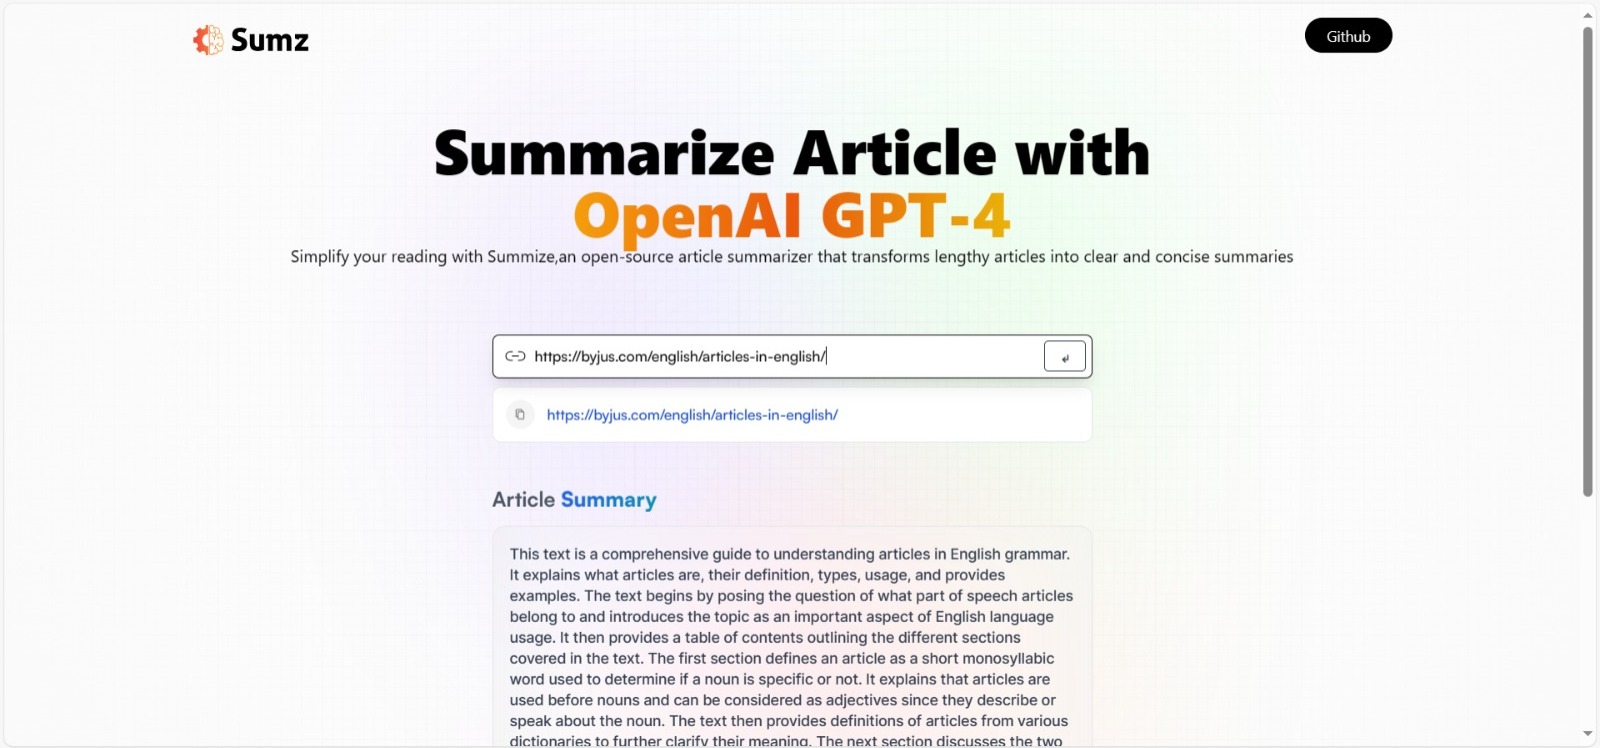 Sumz
Github
Summarize Article with
OpenAI GPT-4
Simplify your reading with Summize,an open-source article summarizer that transforms lengthy articles into clear and concise summaries
https://byjus.com/english/articles-in-english/
https://byjus.com/english/articles-in-english/
Article Summary
This text is a comprehensive guide to understanding articles in English grammar.
It explains what articles are, their definition, types, usage, and provides
examples. The text begins by posing the question of what part of speech articles
belong to and introduces the topic as an important aspect of English language
usage. It then provides a table of contents outlining the different sections
covered in the text. The first section defines an article as a short monosyllabic
word used to determine if a noun is specific or not. It explains that articles are
used before nouns and can be considered as adjectives since they describe or
speak about the noun. The text then provides definitions of articles from various
dictionaries to further clarify their meaning. The next section discusses the two